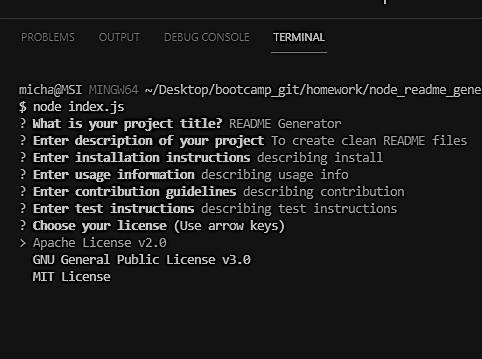 PROBLEMS OUTPUT DEBUG CONSOLE TERMINAL
micha@MSI MINGW64 ~/Desktop/bootcamp_git/homework/node_readme_gene
$ node index.js
? What is your project title? README Generator
? Enter description of your project To create clean README files
? Enter installation instructions describing install
? Enter usage information describing usage info
? Enter contribution guidelines describing contribution
? Enter test instructions describing test instructions
? Choose your license (Use arrow keys)
> Apache License v2.0
GNU General Public License v3.0
MIT License